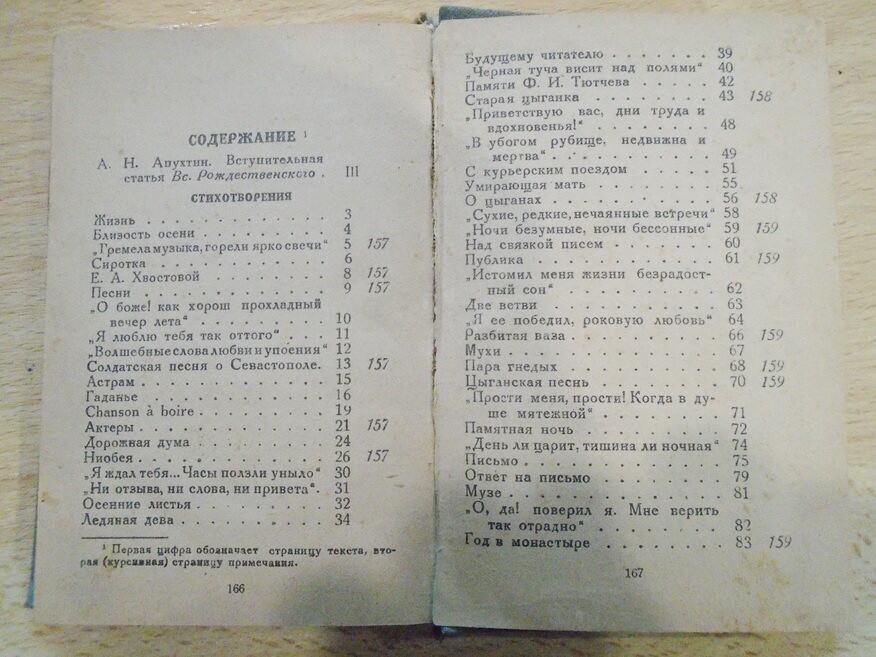 СОДЕРЖАНИЕ ¹
А. Н. Апухтин. Вступительная
статья Вс. Рождественского . III
СТИХОТВОРЕНИЯ
Жизнь . . . . . . . . . . . 3
Близость осени . . . . . . . 4
„Гремела музыка, горели ярко свечи“ 5 157
Сиротка . . . . . . . . . . 6
Е. А. Хвостовой . . . . . . . 8 157
Песни . . . . . . . . . . . 9 157
„О боже! как хорош прохладный
вечер лета“ . . . . . . . . 10
„Я люблю тебя так оттого“ . . . 11
„Волшебные слова любви и упоения“ 12
Солдатская песня о Севастополе. 13 157
Астрам . . . . . . . . . . . 15
Гаданье . . . . . . . . . . 16
Chanson à boire . . . . . . . 19
Актеры . . . . . . . . . . . 21 157
Дорожная дума . . . . . . . 24
Ниобея . . . . . . . . . . . 26 157
„Я ждал тебя... Часы ползли уныло“ 30
„Ни отзыва, ни слова, ни привета“. 31
Осенние листья . . . . . . . 32
Ледяная дева . . . . . . . . 34
¹ Первая цифра обозначает страницу текста, вто-
рая (курсивная) страницу примечания.
166
Будущему читателю . . . . . . . 39
„Черная туча висит над полями“ 40
Памяти Ф. И. Тютчева . . . . . 42
Старая цыганка . . . . . . . . 43 158
„Приветствую вас, дни труда и
вдохновенья!“ . . . . . . . . 48
„В убогом рубище, недвижна и
мертва“ . . . . . . . . . . 49
С курьерским поездом . . . . . 51
Умирающая мать . . . . . . . 55
О цыганах . . . . . . . . . . 56 158
„Сухие, редкие, нечаянные встречи“ 58
„Ночи безумные, ночи бессонные“ 59 159
Над связкой писем . . . . . . 60
Публика . . . . . . . . . . . 61 159
„Истомил меня жизни безрадост-
ный сон“ . . . . . . . . . . 62
Две ветви . . . . . . . . . . 63
„Я ее победил, роковую любовь“ 64
Разбитая ваза . . . . . . . . 66 159
Мухи . . . . . . . . . . . . 67
Пара гнедых . . . . . . . . . 68 159
Цыганская песнь . . . . . . . 70 159
„Прости меня, прости! Когда в ду-
ше мятежной“ . . . . . . . . 71
Памятная ночь . . . . . . . . 72
„День ли царит, тишина ли ночная“ 74
Письмо . . . . . . . . . . . 75
Ответ на письмо . . . . . . . 79
Музе . . . . . . . . . . . . 81
„О, да! поверил я. Мне верить
так отрадно“ . . . . . . . . 82
Год в монастыре . . . . . . . . 83 159
167